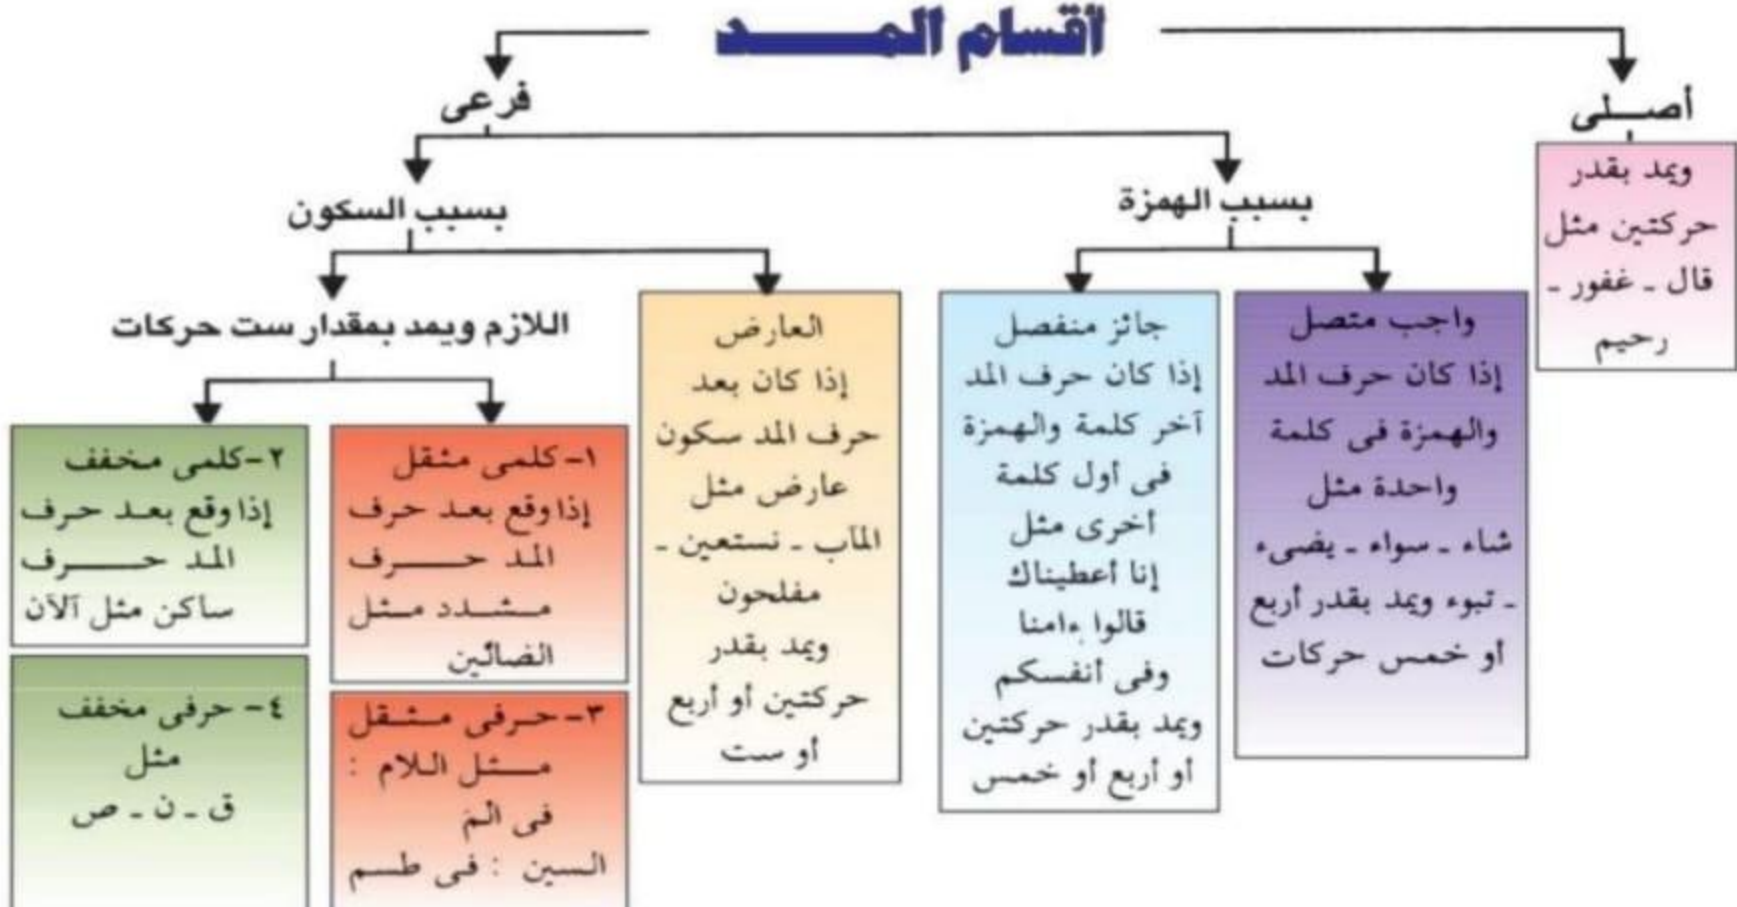 أقسام المد
أصلى
ويمد بقدر
حركتين مثل
قال - غفور -
رحيم
فرعى
بسبب الهمزة
واجب متصل
إذا كان حرف المد
والهمزة فى كلمة
واحدة مثل
شاء - سواء - يضىء
- تبوء ويمد بقدر أربع
أو خمس حركات
جائز منفصل
إذا كان حرف المد
آخر كلمة والهمزة
فى أول كلمة
أخرى مثل
إنا أعطيناك
قالوا ءامنا
وفى أنفسكم
ويمد بقدر حركتين
أو أربع أو خمس
بسبب السكون
العارض
إذا كان بعد
حرف المد سكون
عارض مثل
المآب - نستعين -
مفلحون
ويمد بقدر
حركتين أو أربع
أو ست
اللازم ويمد بمقدار ست حركات
١- كلمى مثقل
إذا وقع بعد حرف
المد حرف
مشدد مثل
الضالين
٢- كلمى مخفف
إذا وقع بعد حرف
المد حرف
ساكن مثل آلآن
٣- حرفى مثقل
مثل اللام :
فى الم
السين : فى طسم
٤- حرفى مخفف
مثل
ق - ن - ص